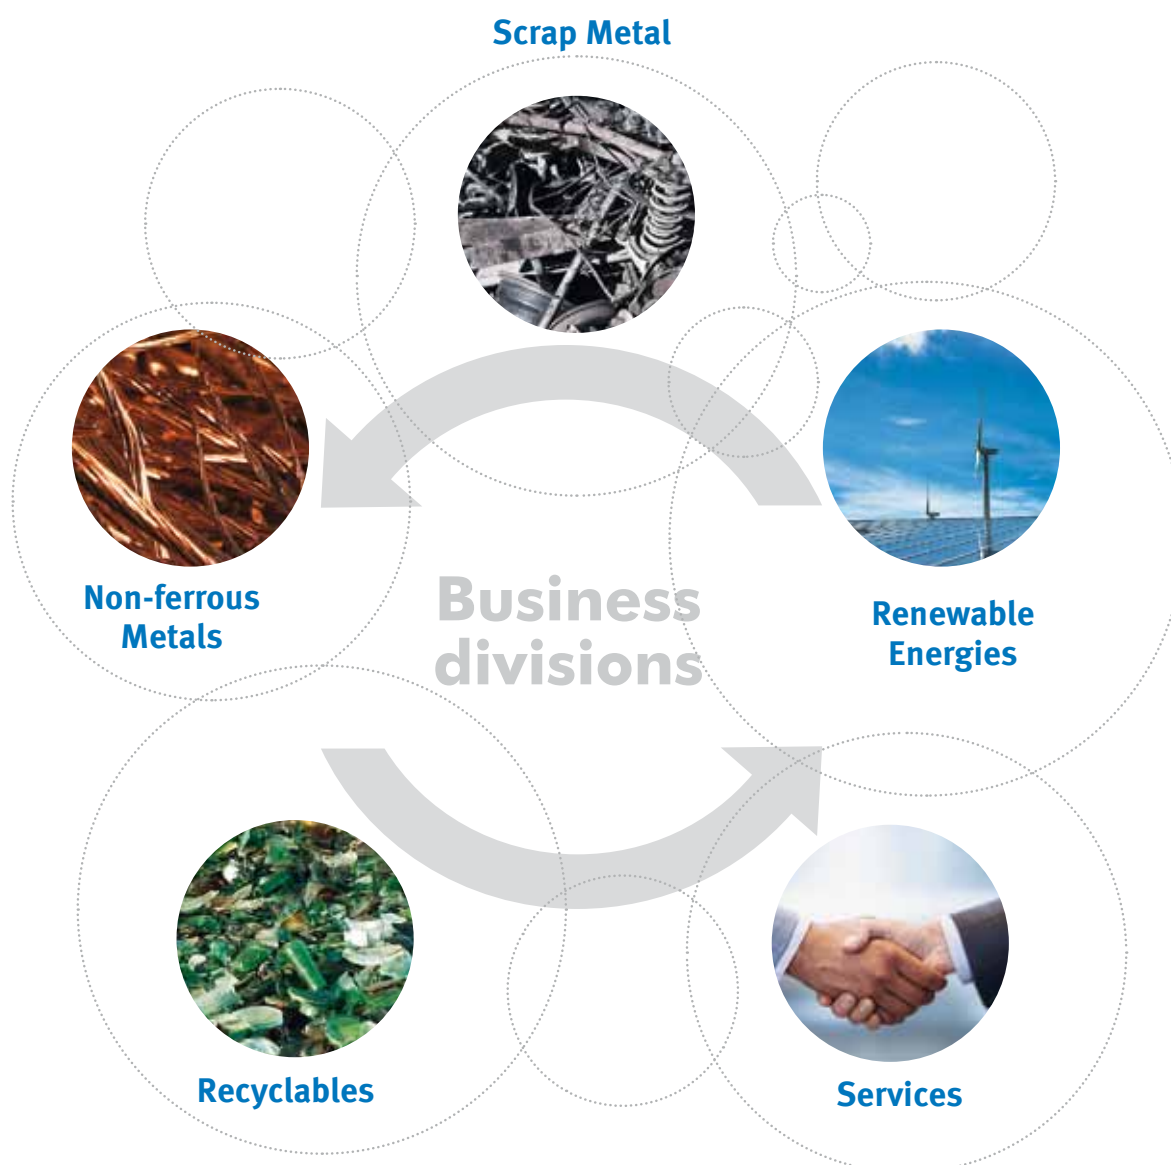 Scrap Metal
Non-ferrous
Metals
Business
divisions
Renewable
Energies
Recyclables
Services